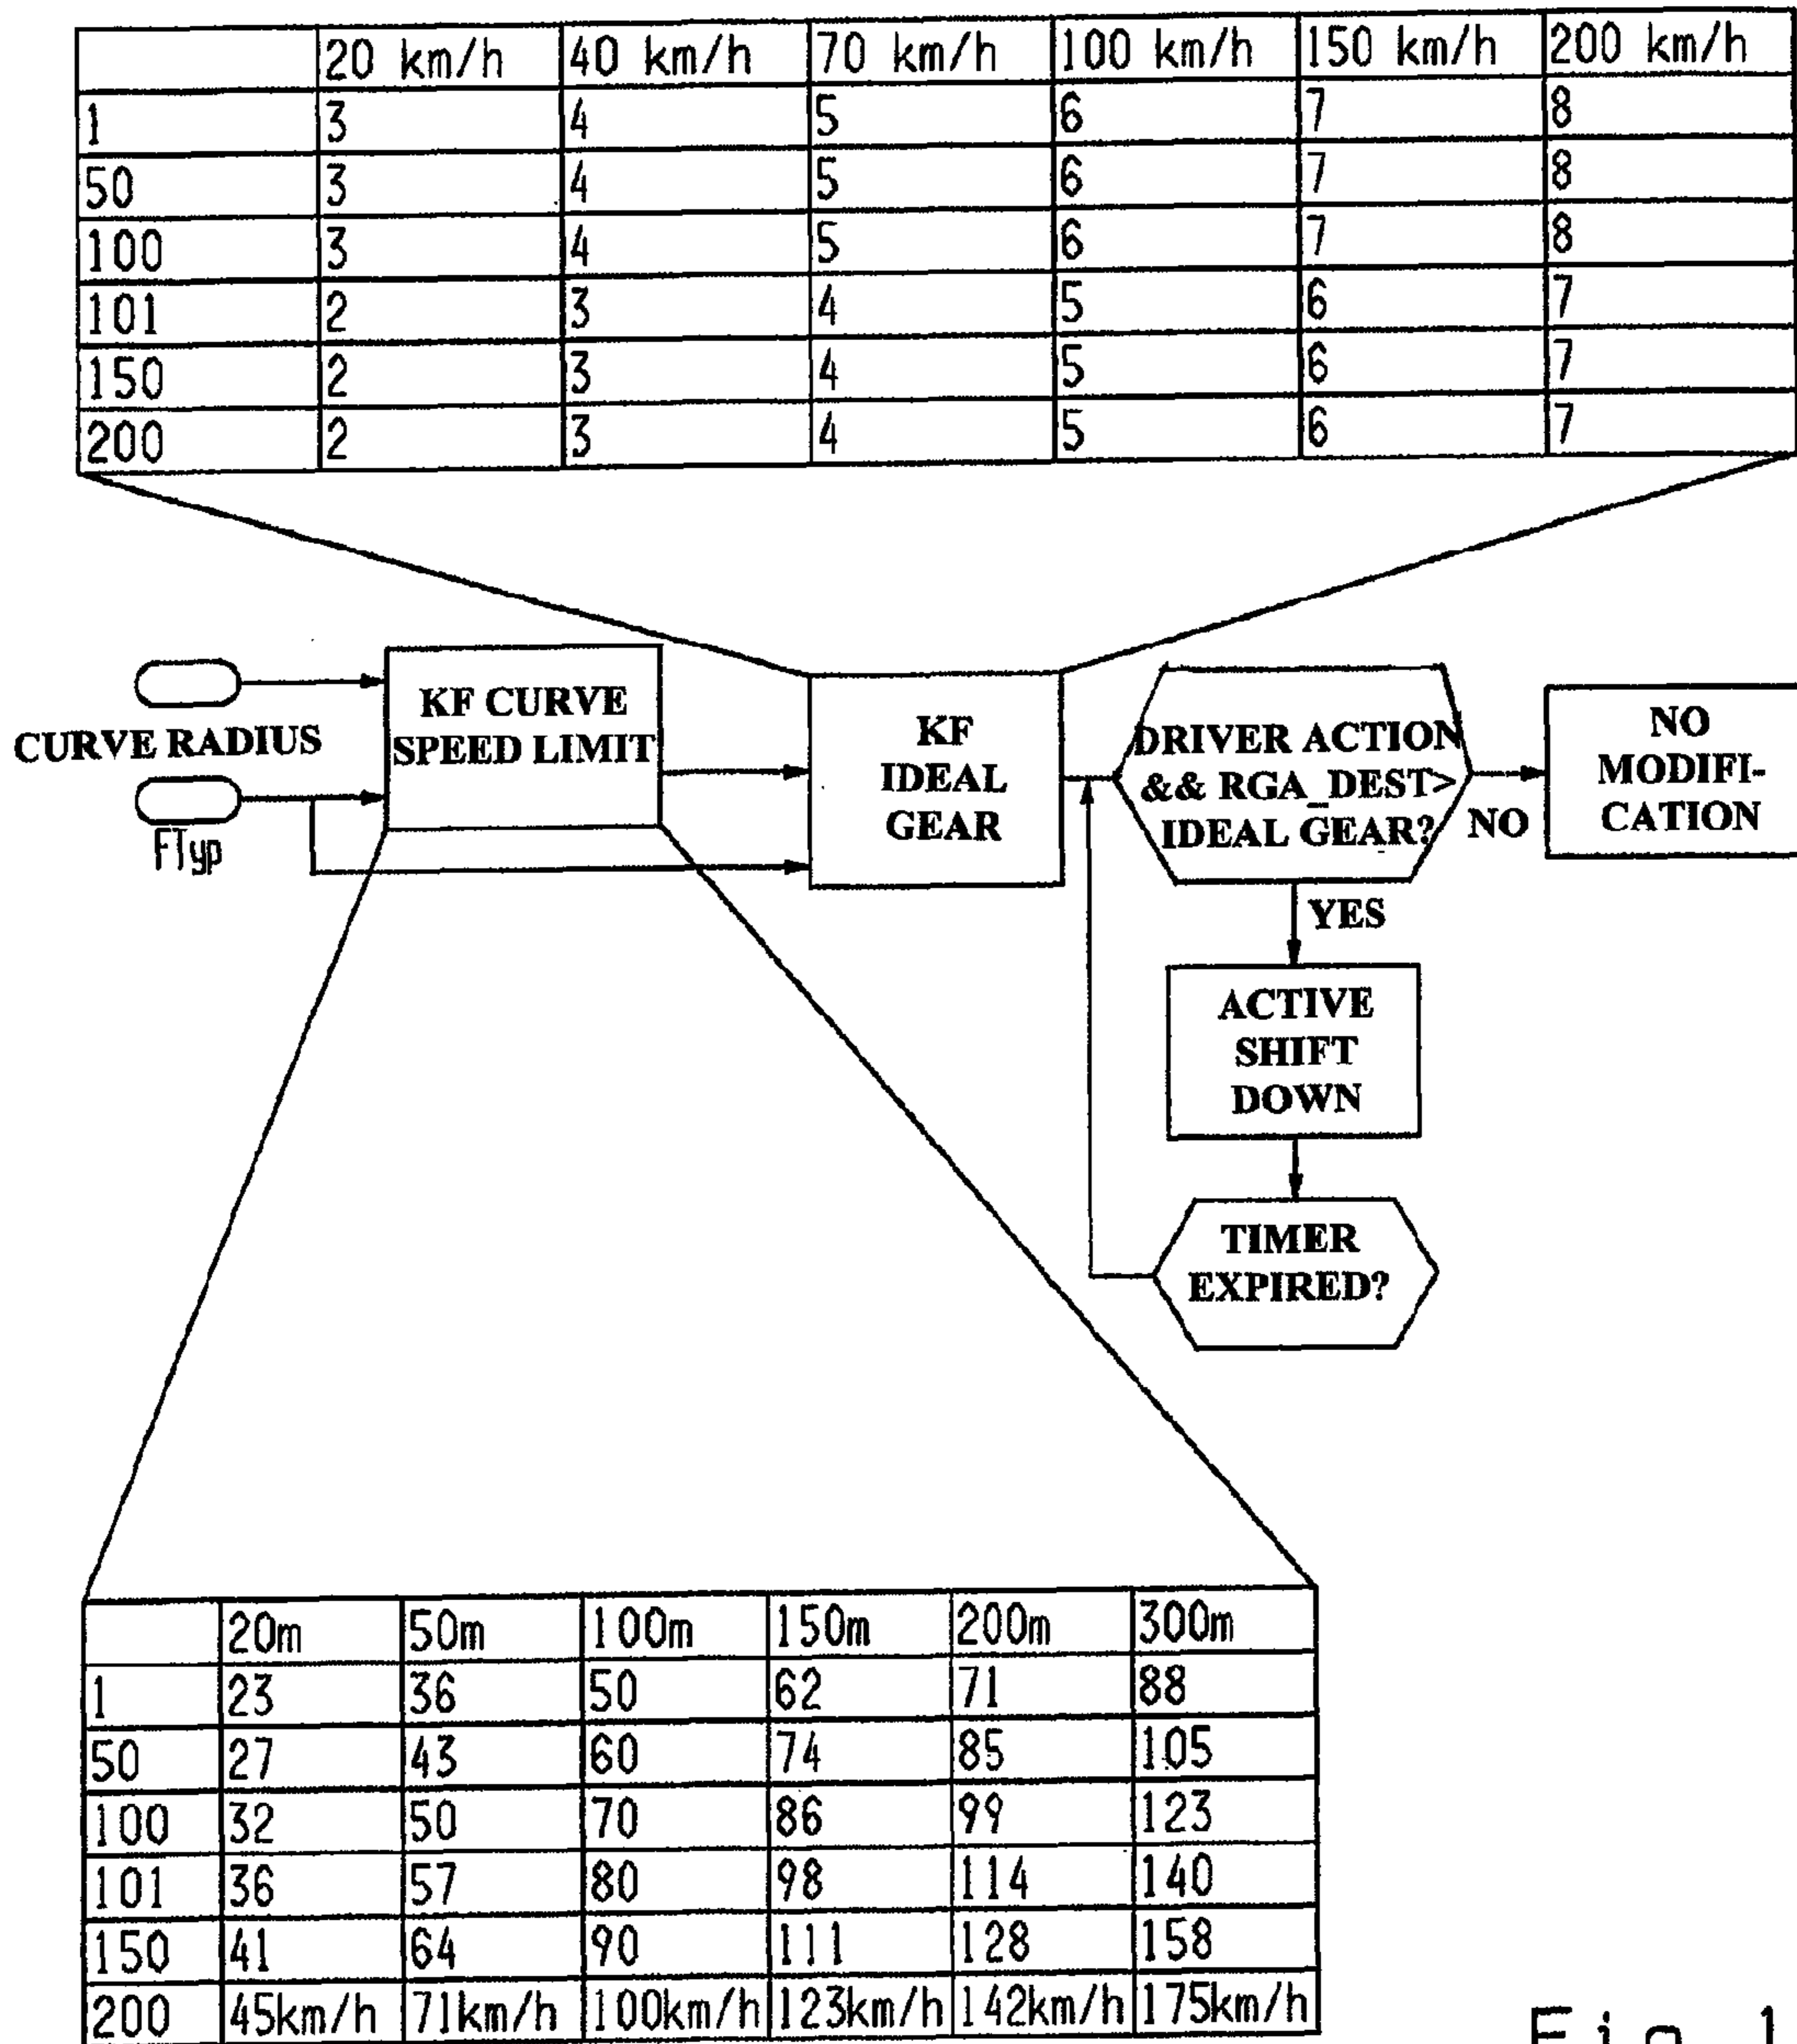 20 km/h 40 km/h 70 km/h 100 km/h 150 km/h 200 km/h
1 3 4 5 6 7 8
50 3 4 5 6 7 8
100 3 4 5 6 7 8
101 2 3 4 5 6 7
150 2 3 4 5 6 7
200 2 3 4 5 6 7
CURVE RADIUS
FTyp
KF CURVE
SPEED LIMIT
KF
IDEAL
GEAR
DRIVER ACTION
&& RGA_DEST>
IDEAL GEAR?
NO
NO
MODIFI-
CATION
YES
ACTIVE
SHIFT
DOWN
TIMER
EXPIRED?
20m 50m 100m 150m 200m 300m
1 23 36 50 62 71 88
50 27 43 60 74 85 105
100 32 50 70 86 99 123
101 36 57 80 98 114 140
150 41 64 90 111 128 158
200 45km/h 71km/h 100km/h 123km/h 142km/h 175km/h
Fig. 1